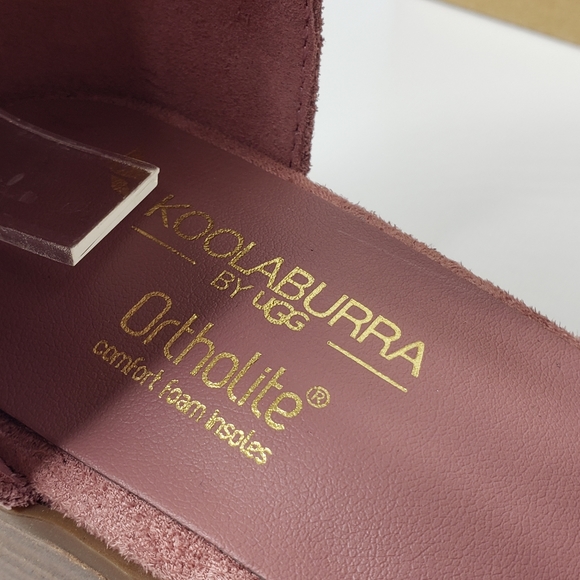 KOOLABURRA
BY UGG
Ortholite®
comfort foam insoles